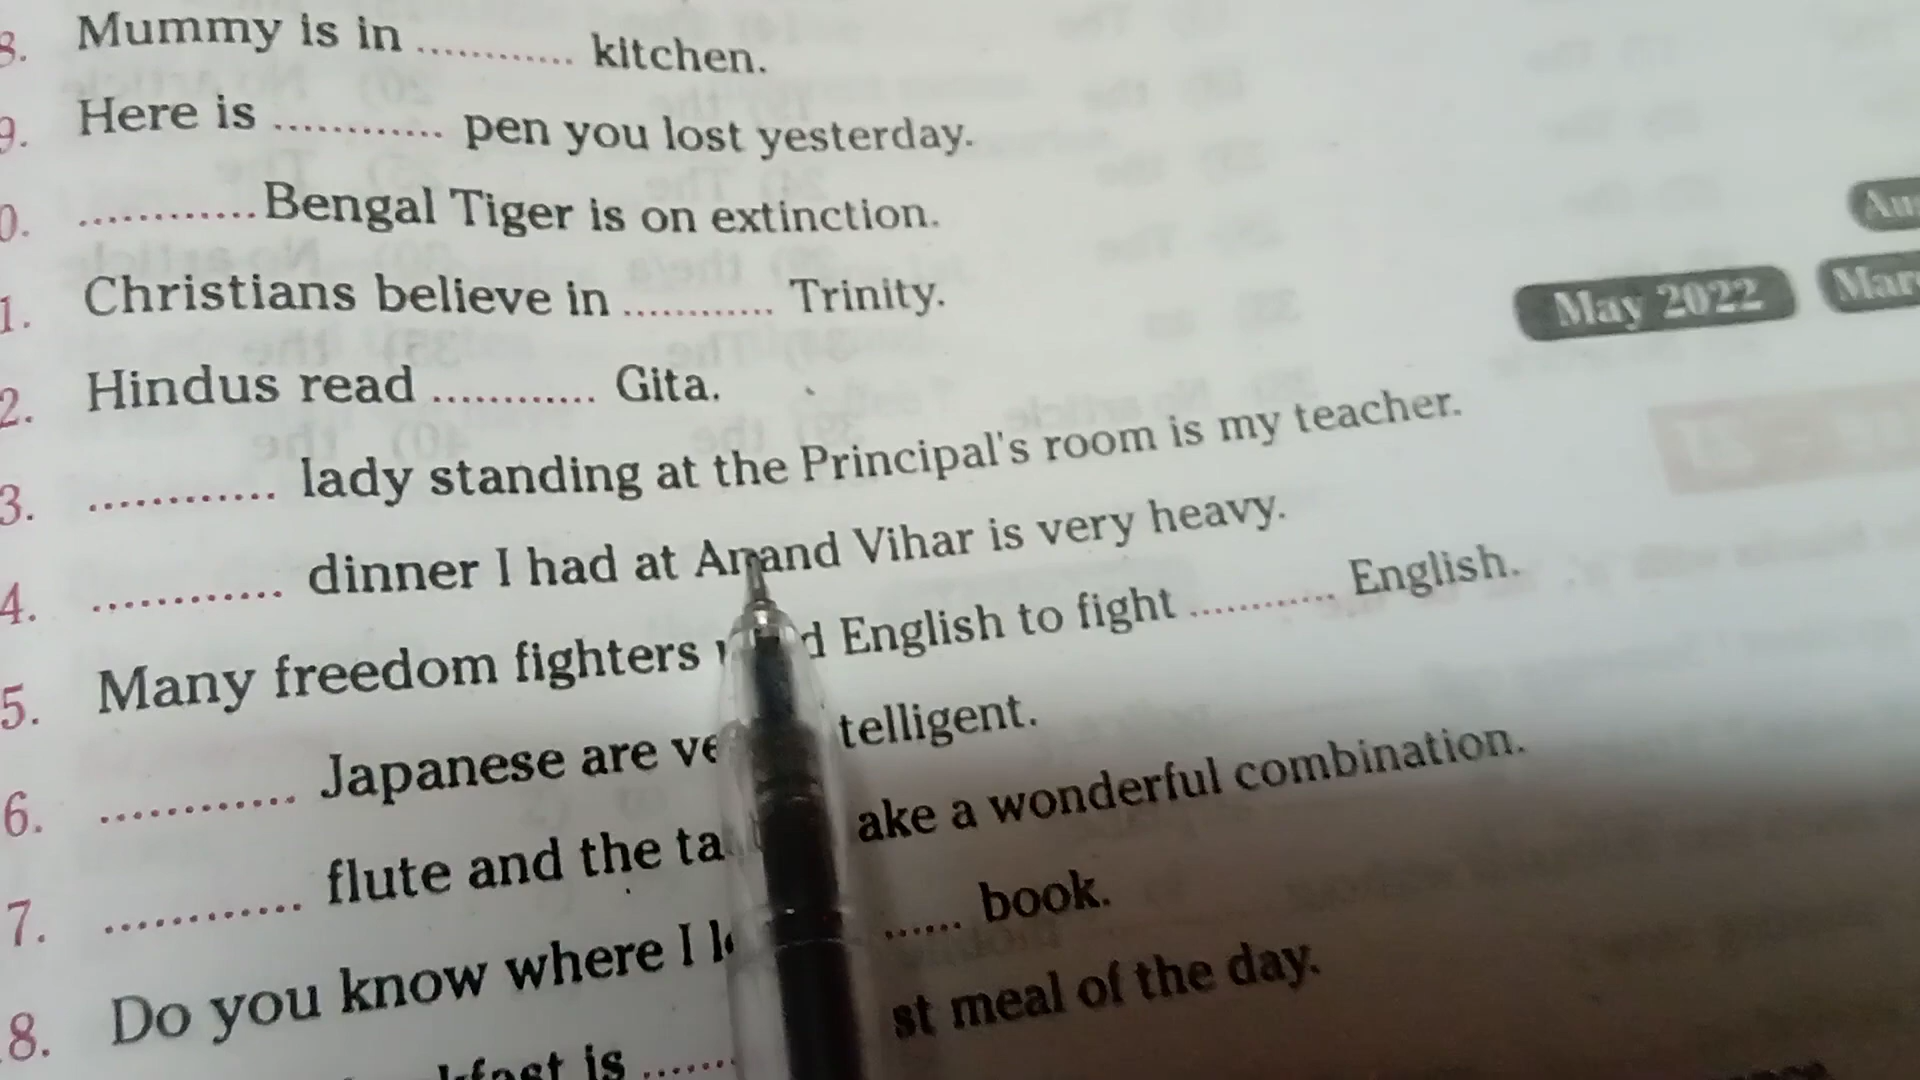 8. Mummy is in ............ kitchen.
9. Here is ............ pen you lost yesterday.
0. ............ Bengal Tiger is on extinction.
1. Christians believe in ............ Trinity.
May 2022
2. Hindus read ............ Gita.
3. ............ lady standing at the Principal's room is my teacher.
4. ............ dinner I had at Anand Vihar is very heavy.
5. Many freedom fighters English to fight ............ English.
6. ............ Japanese are telligent.
7. ............ flute and the ake a wonderful combination.
8. Do you know where I ...... book.
is ....... st meal of the day.